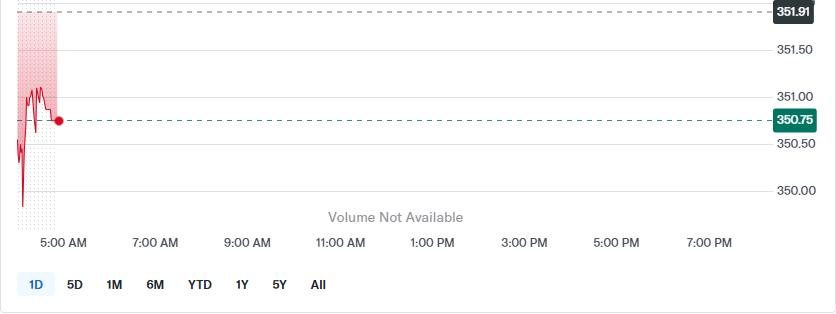 351.91
351.50
351.00
350.75
350.50
350.00
Volume Not Available
5:00 AM 7:00 AM 9:00 AM 11:00 AM 1:00 PM 3:00 PM 5:00 PM 7:00 PM
1D 5D 1M 6M YTD 1Y 5Y All